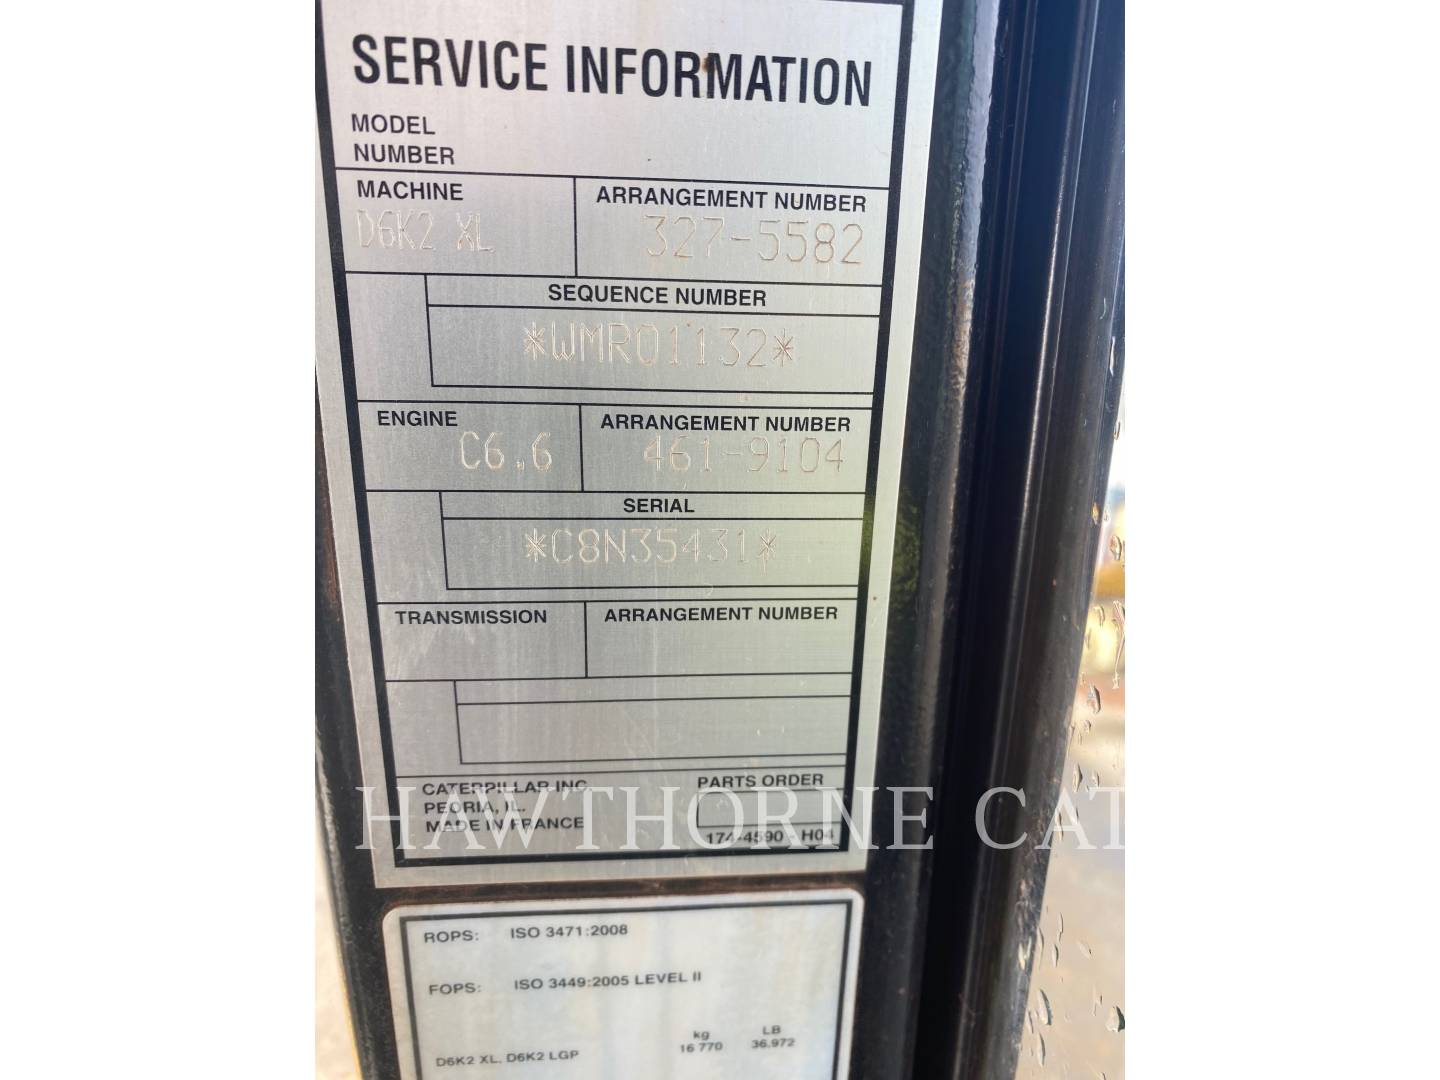 SERVICE INFORMATION
MODEL
NUMBER
MACHINE
ARRANGEMENT NUMBER
D6K2 XL
327-5582
SEQUENCE NUMBER
*WMR01132*
ENGINE
ARRANGEMENT NUMBER
C6.6
461-9104
SERIAL
*C8N35431*
TRANSMISSION
ARRANGEMENT NUMBER
CATERPILLAR INC.
PEORIA, IL.
MADE IN FRANCE
PARTS ORDER
174-4590 - H04
HAWTHORNE CAT
ROPS: ISO 3471:2008
FOPS: ISO 3449:2005 LEVEL II
kg LB
D6K2 XL, D6K2 LGP 16 770 36.972